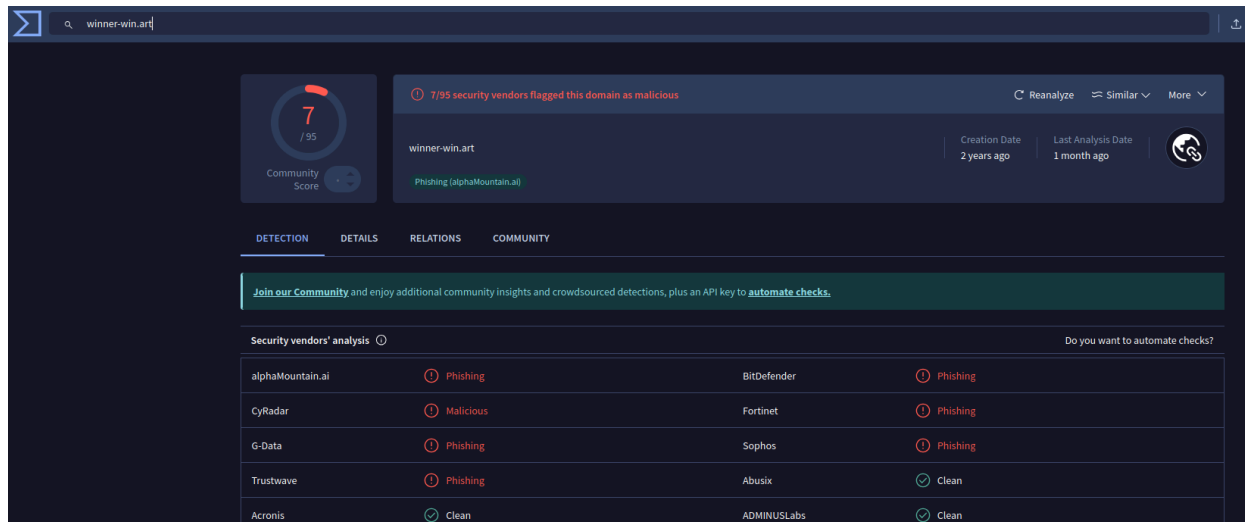 winner-win.art
7
/ 95
Community
Score
-
7/95 security vendors flagged this domain as malicious
Reanalyze
Similar
More
winner-win.art
Phishing (alphaMountain.ai)
Creation Date
2 years ago
Last Analysis Date
1 month ago
DETECTION DETAILS RELATIONS COMMUNITY
Join our Community and enjoy additional community insights and crowdsourced detections, plus an API key to automate checks.
Security vendors' analysis Do you want to automate checks?
alphaMountain.ai Phishing BitDefender Phishing
CyRadar Malicious Fortinet Phishing
G-Data Phishing Sophos Phishing
Trustwave Phishing Abusix Clean
Acronis Clean ADMINUSLabs Clean